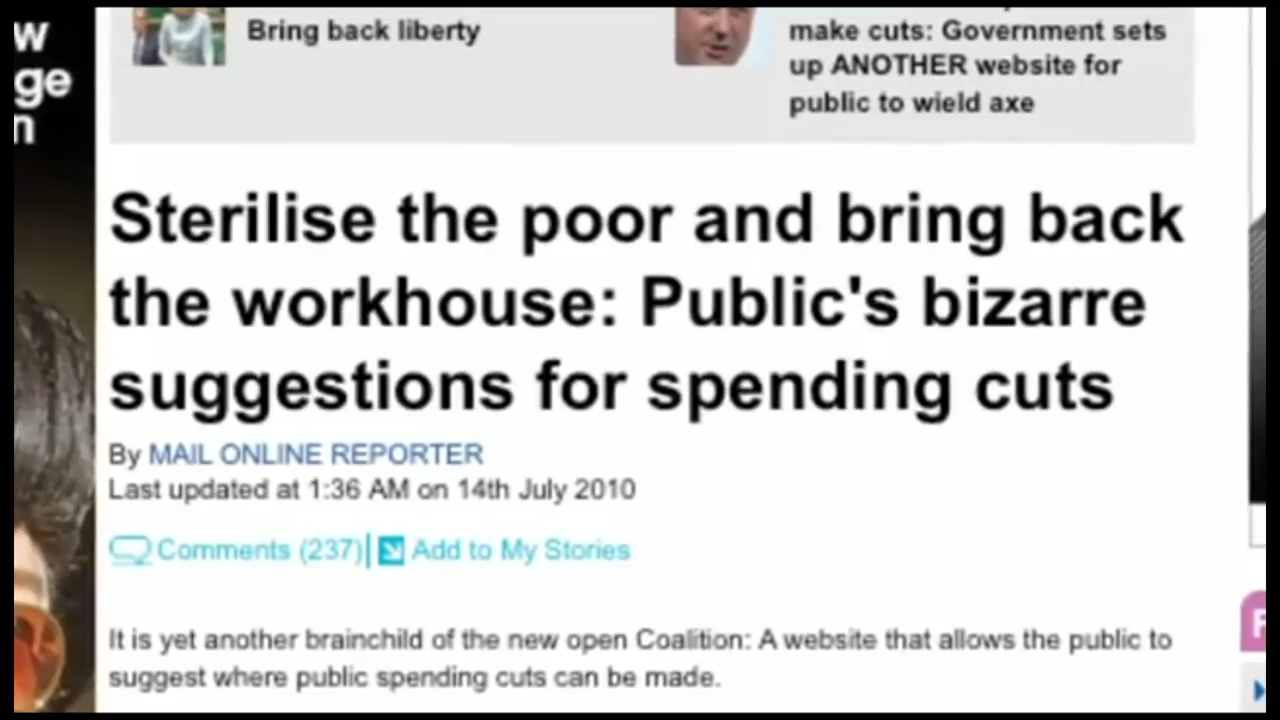 w
ge
n
Bring back liberty
make cuts: Government sets
up ANOTHER website for
public to wield axe
Sterilise the poor and bring back
the workhouse: Public's bizarre
suggestions for spending cuts
By MAIL ONLINE REPORTER
Last updated at 1:36 AM on 14th July 2010
Comments (237) Add to My Stories
It is yet another brainchild of the new open Coalition: A website that allows the public to
suggest where public spending cuts can be made.
F